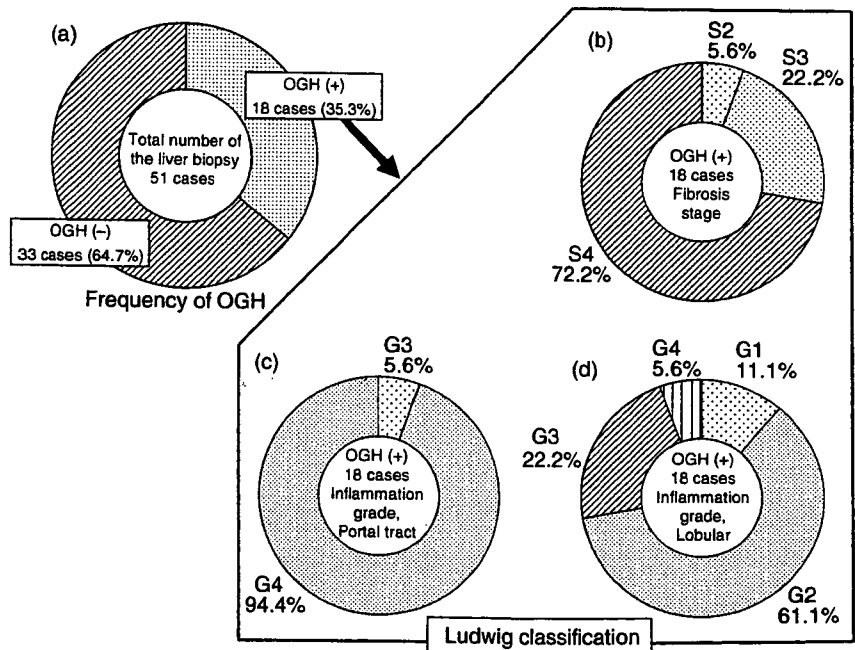 (a)
OGH (+)
18 cases (35.3%)
Total number of
the liver biopsy
51 cases
OGH (–)
33 cases (64.7%)
Frequency of OGH
(b)
S2
5.6%
S3
22.2%
OGH (+)
18 cases
Fibrosis
stage
S4
72.2%
(c)
G3
5.6%
OGH (+)
18 cases
Inflammation
grade,
Portal tract
G4
94.4%
(d)
G4
5.6%
G1
11.1%
G3
22.2%
OGH (+)
18 cases
Inflammation
grade,
Lobular
G2
61.1%
Ludwig classification